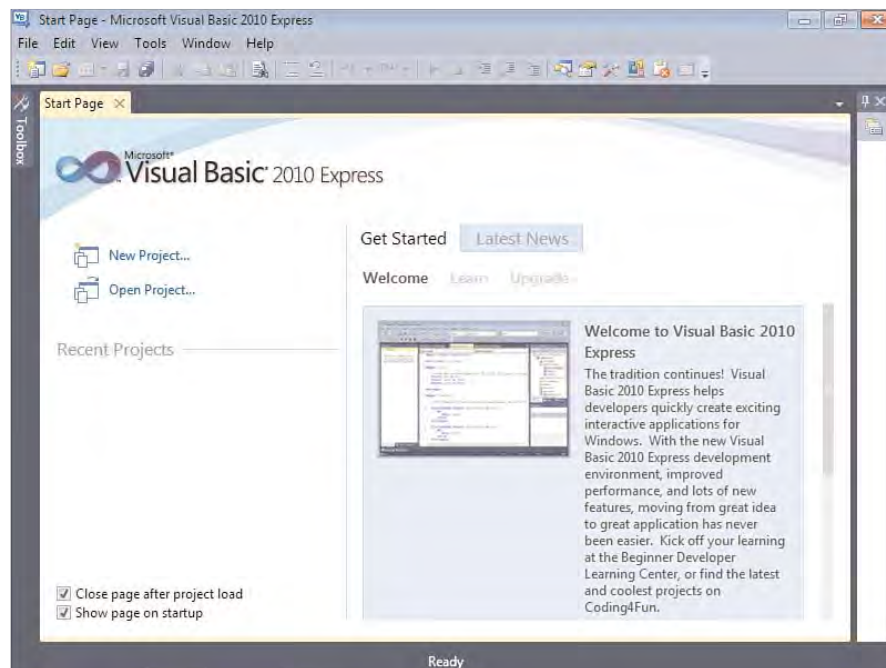 Start Page - Microsoft Visual Basic 2010 Express
File Edit View Tools Window Help
Toolbox
Start Page
Microsoft®
Visual Basic® 2010 Express
New Project...
Open Project...
Recent Projects
Close page after project load
Show page on startup
Get Started Latest News
Welcome Learn Upgrade
Welcome to Visual Basic 2010
Express
The tradition continues! Visual
Basic 2010 Express helps
developers quickly create exciting
interactive applications for
Windows. With the new Visual
Basic 2010 Express development
environment, improved
performance, and lots of new
features, moving from great idea
to great application has never
been easier. Kick off your learning
at the Beginner Developer
Learning Center, or find the latest
and coolest projects on
Coding4Fun.
Ready